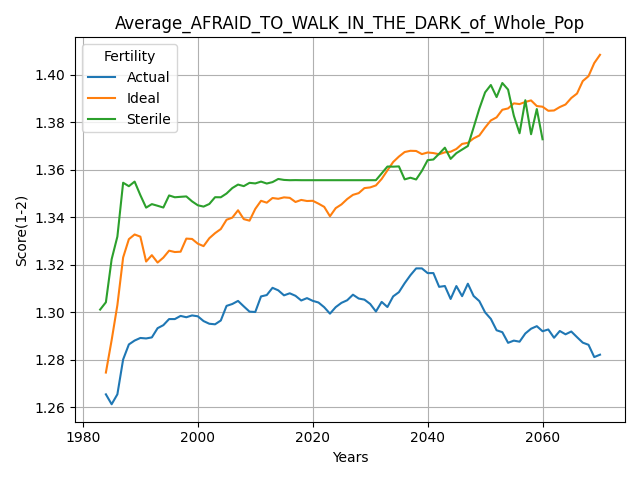 Average_AFRAID_TO_WALK_IN_THE_DARK_of_Whole_Pop
Fertility
Actual
Ideal
Sterile
Score(1-2)
1.40
1.38
1.36
1.34
1.32
1.30
1.28
1.26
1980 2000 2020 2040 2060
Years